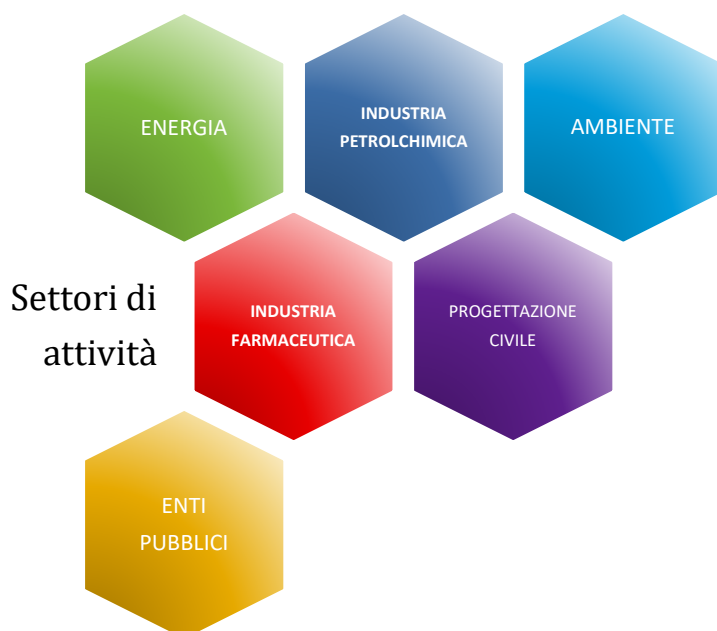 ENERGIA
INDUSTRIA
PETROLCHIMICA
AMBIENTE
Settori di
attività
INDUSTRIA
FARMACEUTICA
PROGETTAZIONE
CIVILE
ENTI
PUBBLICI